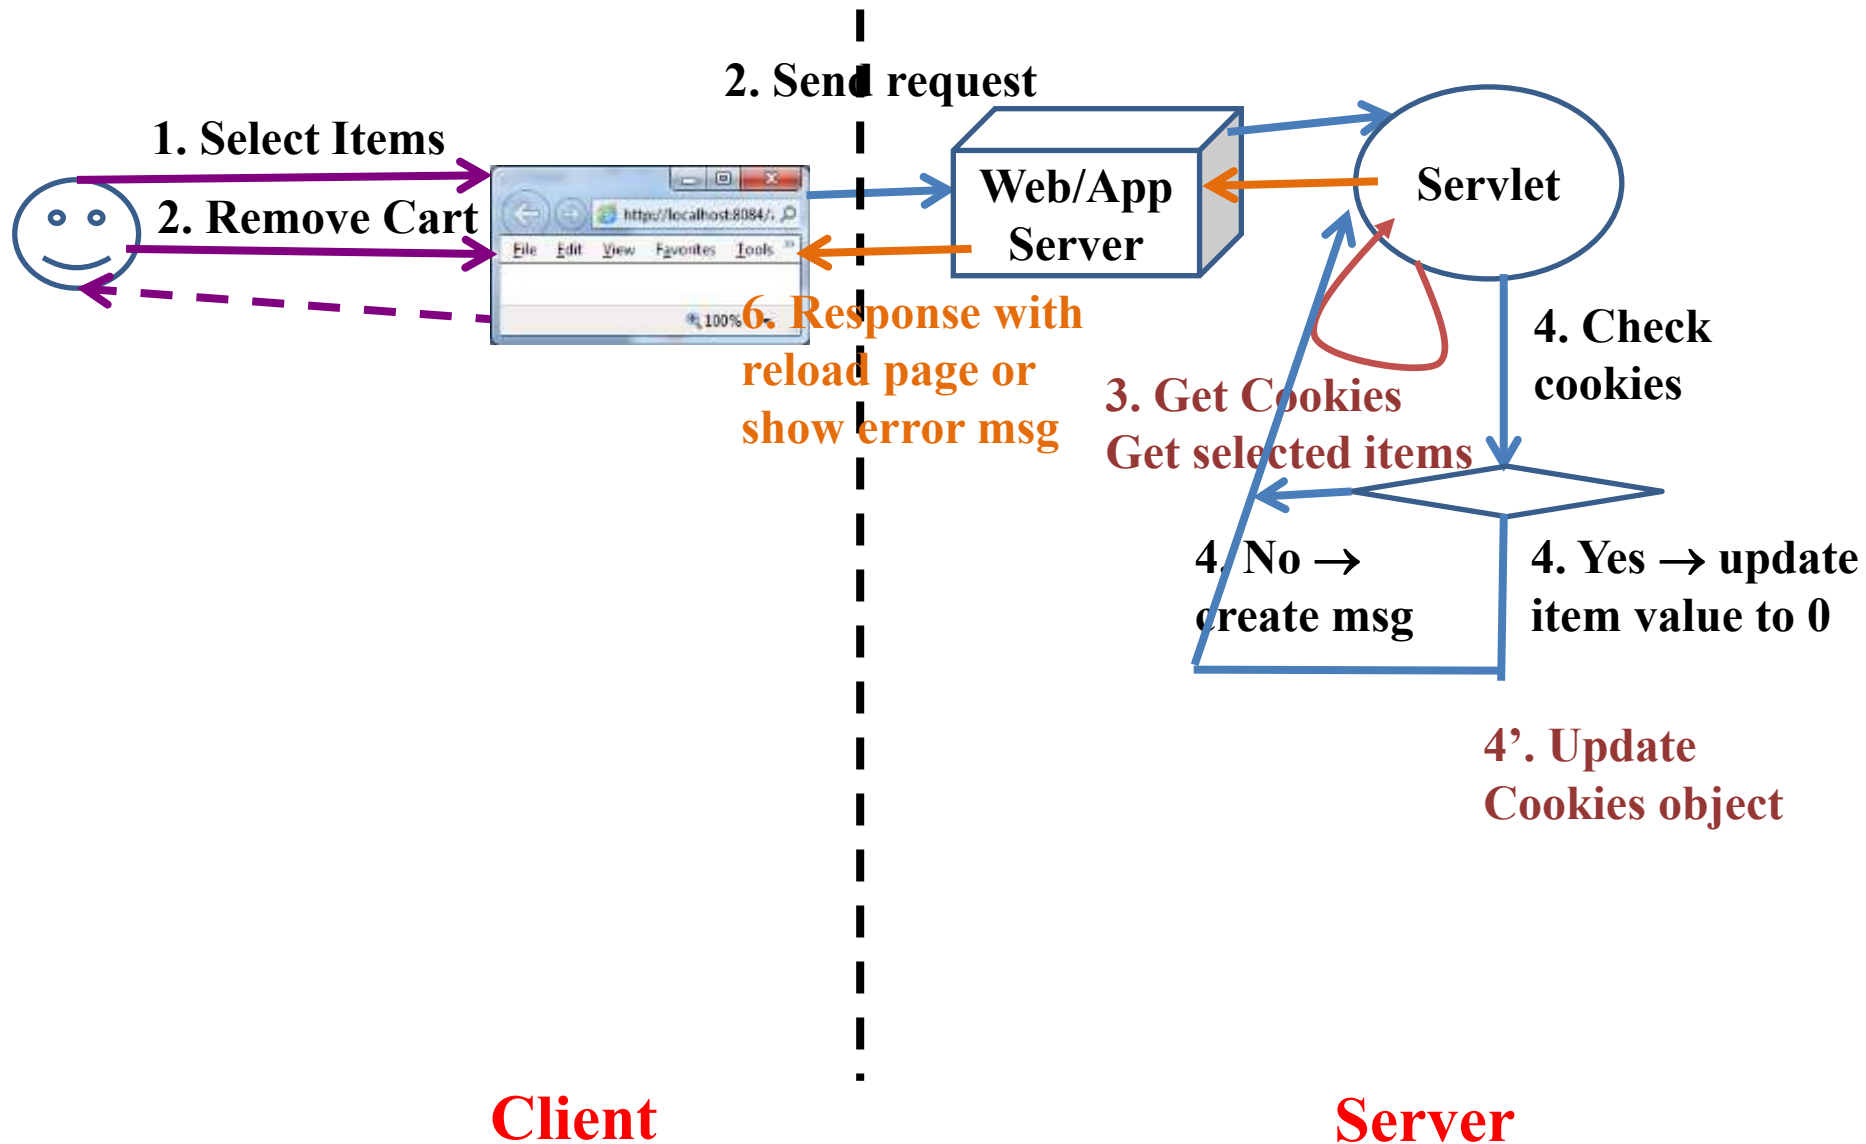 2. Send request
1. Select Items
2. Remove Cart
http://localhost:8084/
File Edit View Favorites Tools
100%
Web/App
Server
Servlet
6. Response with
reload page or
show error msg
3. Get Cookies
Get selected items
4. Check
cookies
4. No →
create msg
4. Yes → update
item value to 0
4’. Update
Cookies object
Client
Server